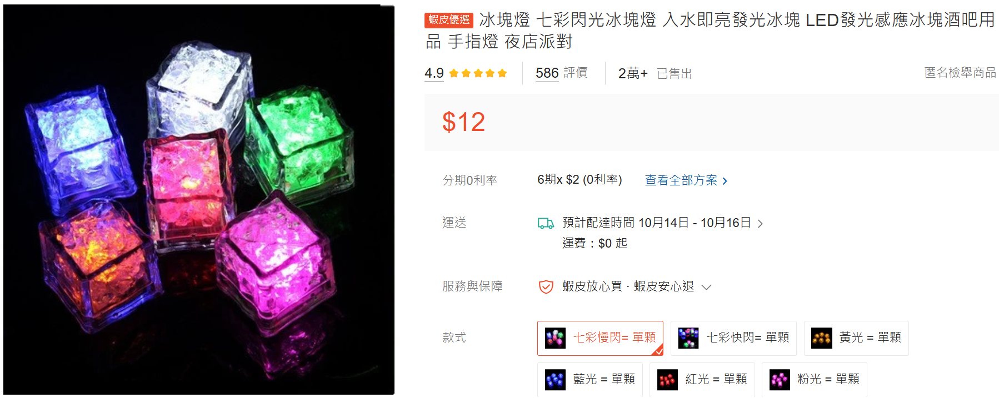 蝦皮優選 冰塊燈 七彩閃光冰塊燈 入水即亮發光冰塊 LED發光感應冰塊酒吧用
品 手指燈 夜店派對
4.9 586 評價 2萬+ 已售出 匿名檢舉商品
$12
分期0利率 6期x $2 (0利率) 查看全部方案
運送 預計配達時間 10月14日 - 10月16日
運費：$0 起
服務與保障 蝦皮放心買 · 蝦皮安心退
款式 七彩慢閃= 單顆 七彩快閃= 單顆 黃光 = 單顆
藍光 = 單顆 紅光 = 單顆 粉光 = 單顆